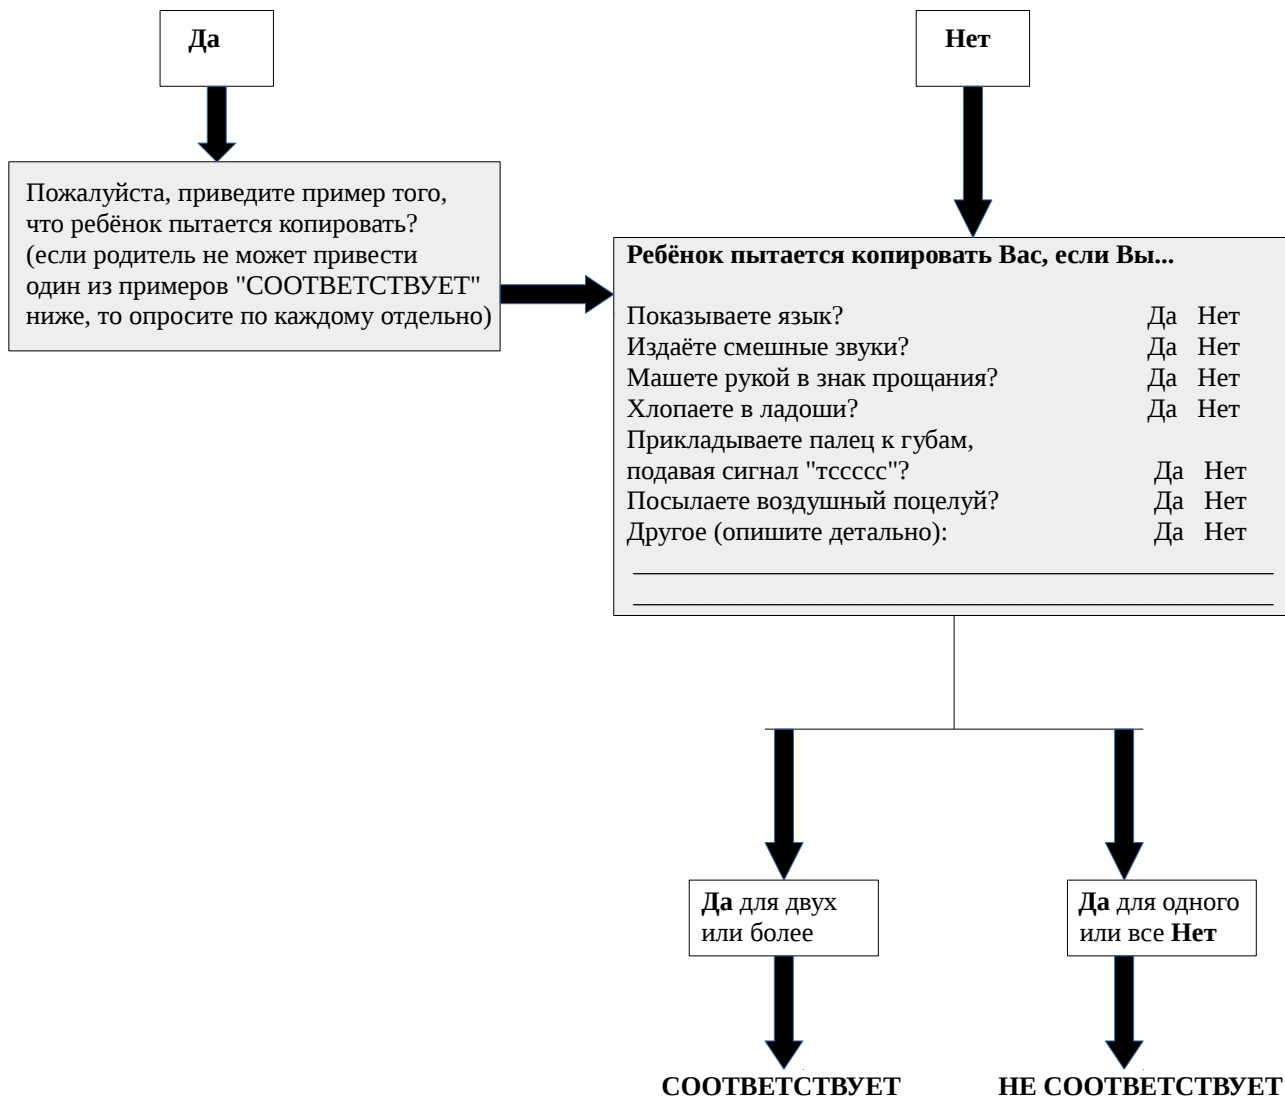 Да
Нет
Пожалуйста, приведите пример того,
что ребёнок пытается копировать?
(если родитель не может привести
один из примеров "СООТВЕТСТВУЕТ"
ниже, то опросите по каждому отдельно)
Ребёнок пытается копировать Вас, если Вы...
Показываете язык? Да Нет
Издаёте смешные звуки? Да Нет
Машете рукой в знак прощания? Да Нет
Хлопаете в ладоши? Да Нет
Прикладываете палец к губам,
подавая сигнал "тссссс"? Да Нет
Посылаете воздушный поцелуй? Да Нет
Другое (опишите детально): Да Нет
Да для двух
или более
Да для одного
или все Нет
СООТВЕТСТВУЕТ
НЕ СООТВЕТСТВУЕТ